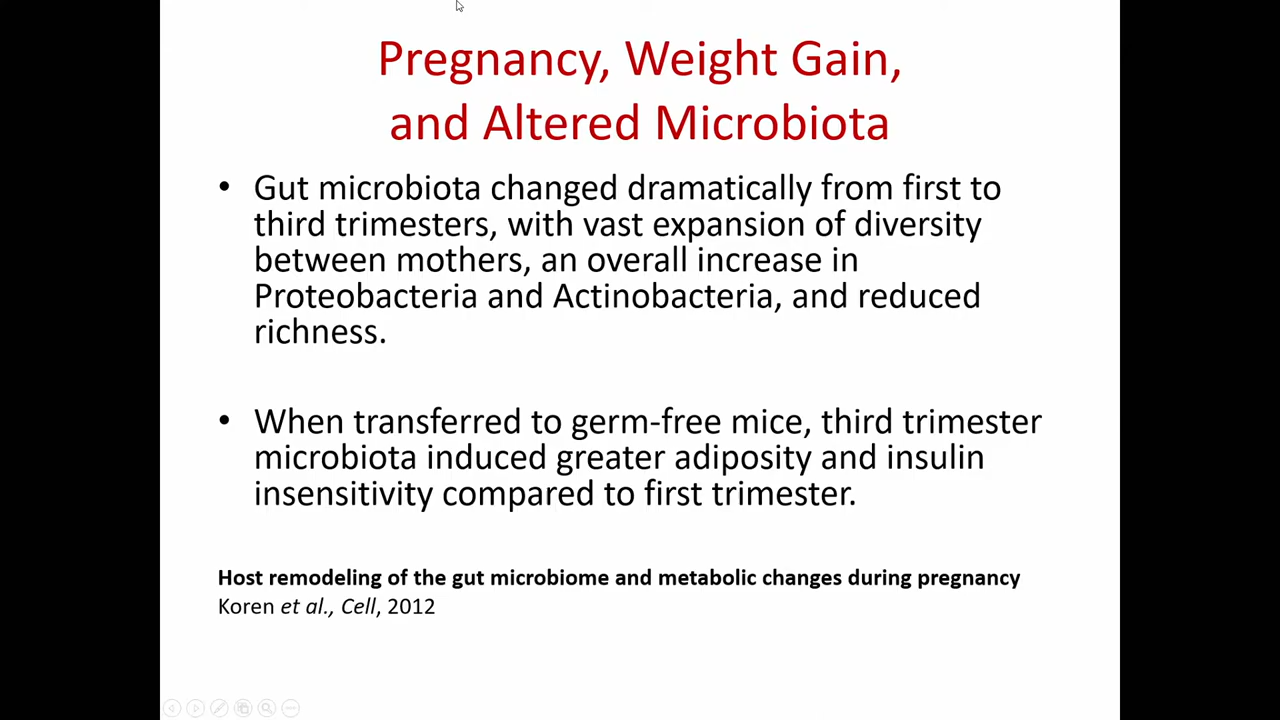 Pregnancy, Weight Gain,
and Altered Microbiota
• Gut microbiota changed dramatically from first to
third trimesters, with vast expansion of diversity
between mothers, an overall increase in
Proteobacteria and Actinobacteria, and reduced
richness.
• When transferred to germ-free mice, third trimester
microbiota induced greater adiposity and insulin
insensitivity compared to first trimester.
Host remodeling of the gut microbiome and metabolic changes during pregnancy
Koren et al., Cell, 2012